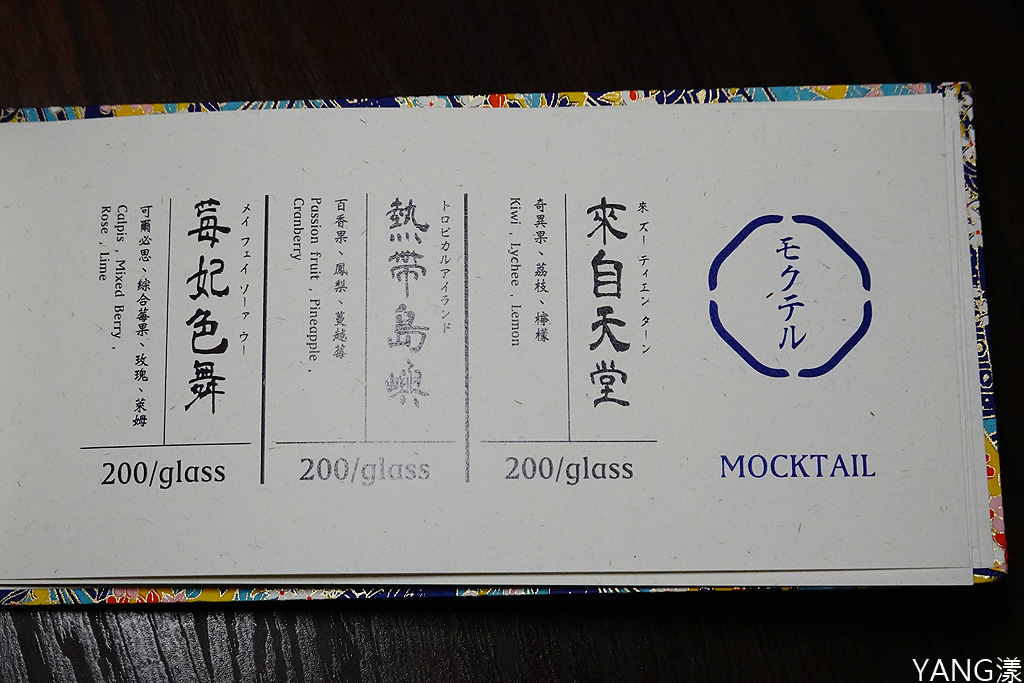 モクテル
MOCKTAIL
來 ズー ティエン ターン
來自天堂
奇異果、荔枝、檸檬
Kiwi , Lychee , Lemon
200/glass
トロピカルアイランド
熱帶島嶼
百香果、鳳梨、蔓越莓
Passion fruit , Pineapple ,
Cranberry
200/glass
メイ フェイ ソーァ ウー
莓妃色舞
可爾必思、綜合莓果、玫瑰、萊姆
Calpis , Mixed Berry ,
Rose , Lime
200/glass
YANG漾